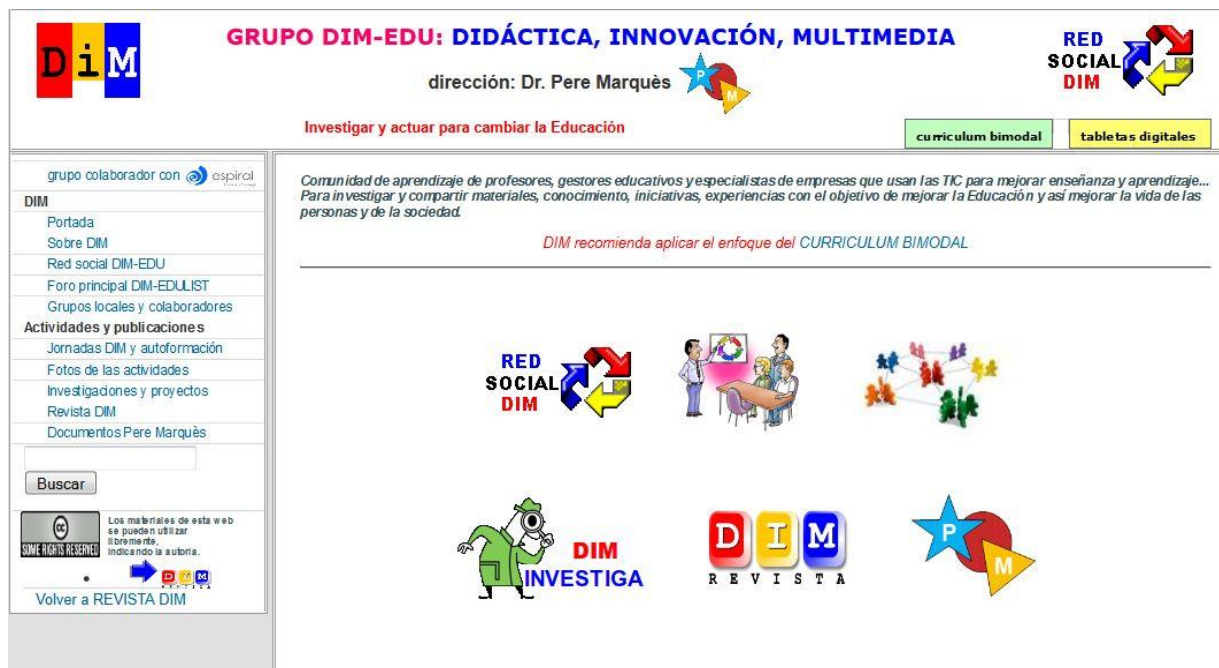 DiM
GRUPO DIM-EDU: DIDÁCTICA, INNOVACIÓN, MULTIMEDIA
dirección: Dr. Pere Marquès
P
M
RED
SOCIAL
DIM
Investigar y actuar para cambiar la Educación
curriculum bimodal
tabletas digitales
grupo colaborador con espiral
DIM
Portada
Sobre DIM
Red social DIM-EDU
Foro principal DIM-EDULIST
Grupos locales y colaboradores
Actividades y publicaciones
Jornadas DIM y autoformación
Fotos de las actividades
Investigaciones y proyectos
Revista DIM
Documentos Pere Marquès
Buscar
cc
SOME RIGHTS RESERVED
Los materiales de esta web
se pueden utilizar
libremente,
indicando la autoría.
DIM
REVISTA
Volver a REVISTA DIM
Comunidad de aprendizaje de profesores, gestores educativos y especialistas de empresas que usan las TIC para mejorar enseñanza y aprendizaje...
Para investigar y compartir materiales, conocimiento, iniciativas, experiencias con el objetivo de mejorar la Educación y así mejorar la vida de las
personas y de la sociedad.
DIM recomienda aplicar el enfoque del CURRICULUM BIMODAL
RED
SOCIAL
DIM
DIM
INVESTIGA
DIM
REVISTA
P
M